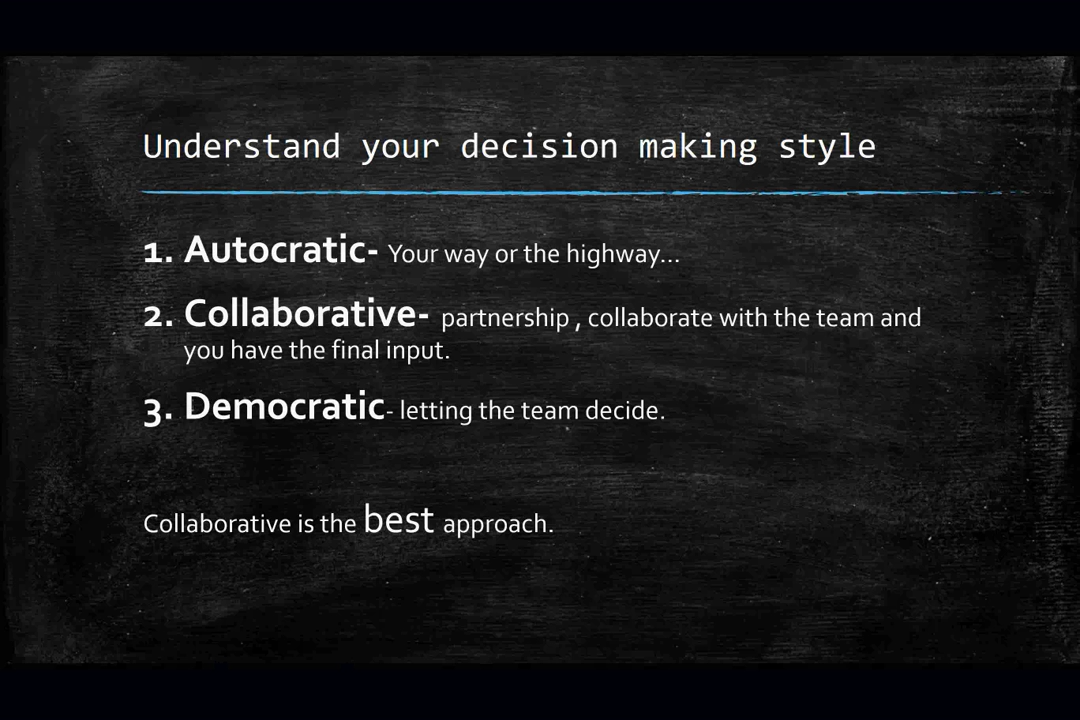 Understand your decision making style
1. Autocratic- Your way or the highway...
2. Collaborative- partnership , collaborate with the team and
you have the final input.
3. Democratic- letting the team decide.
Collaborative is the best approach.